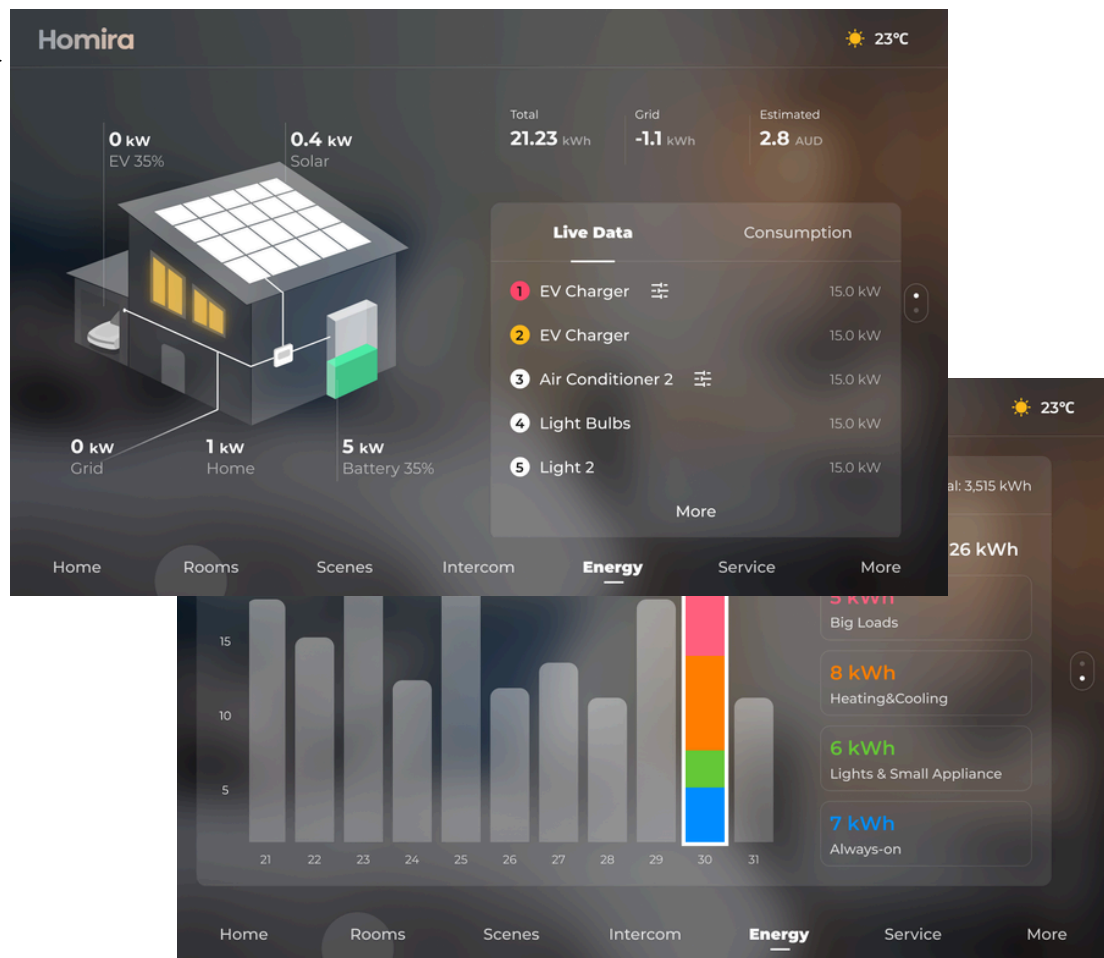 Homira
23°C
0 kW
EV 35%
0.4 kW
Solar
Total
21.23 kWh
Grid
-1.1 kWh
Estimated
2.8 AUD
Live Data
Consumption
1 EV Charger 15.0 kW
2 EV Charger 15.0 kW
3 Air Conditioner 2 15.0 kW
4 Light Bulbs 15.0 kW
5 Light 2 15.0 kW
More
0 kW
Grid
1 kW
Home
5 kW
Battery 35%
Home Rooms Scenes Intercom Energy Service More
23°C
al: 3,515 kWh
26 kWh
5 kWh
Big Loads
8 kWh
Heating&Cooling
6 kWh
Lights & Small Appliance
7 kWh
Always-on
15
10
5
21 22 23 24 25 26 27 28 29 30 31
Home Rooms Scenes Intercom Energy Service More